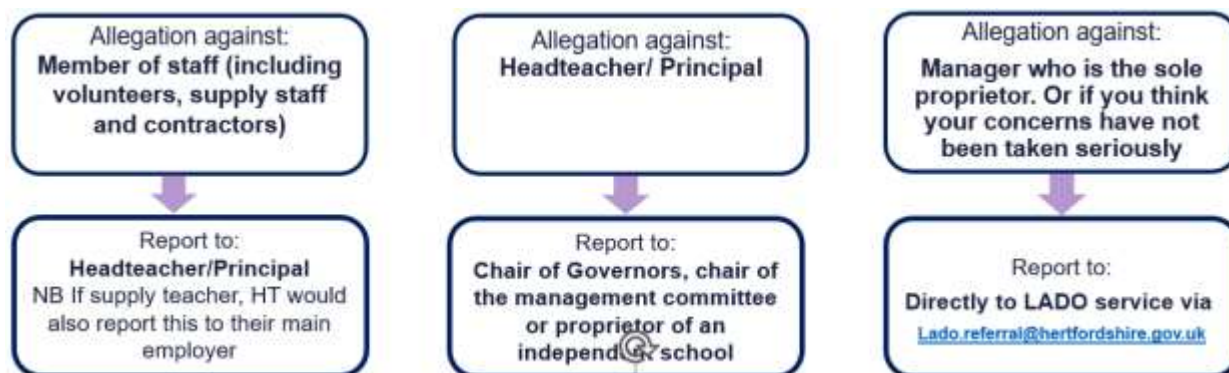 Allegation against:
Member of staff (including
volunteers, supply staff
and contractors)
Report to:
Headteacher/Principal
NB If supply teacher, HT would
also report this to their main
employer
Allegation against:
Headteacher/ Principal
Report to:
Chair of Governors, chair of
the management committee
or proprietor of an
school
Allegation against:
Manager who is the sole
proprietor. Or if you think
your concerns have not
been taken seriously
Report to:
Directly to LADO service via
Lado.referral@hertfordshire.gov.uk